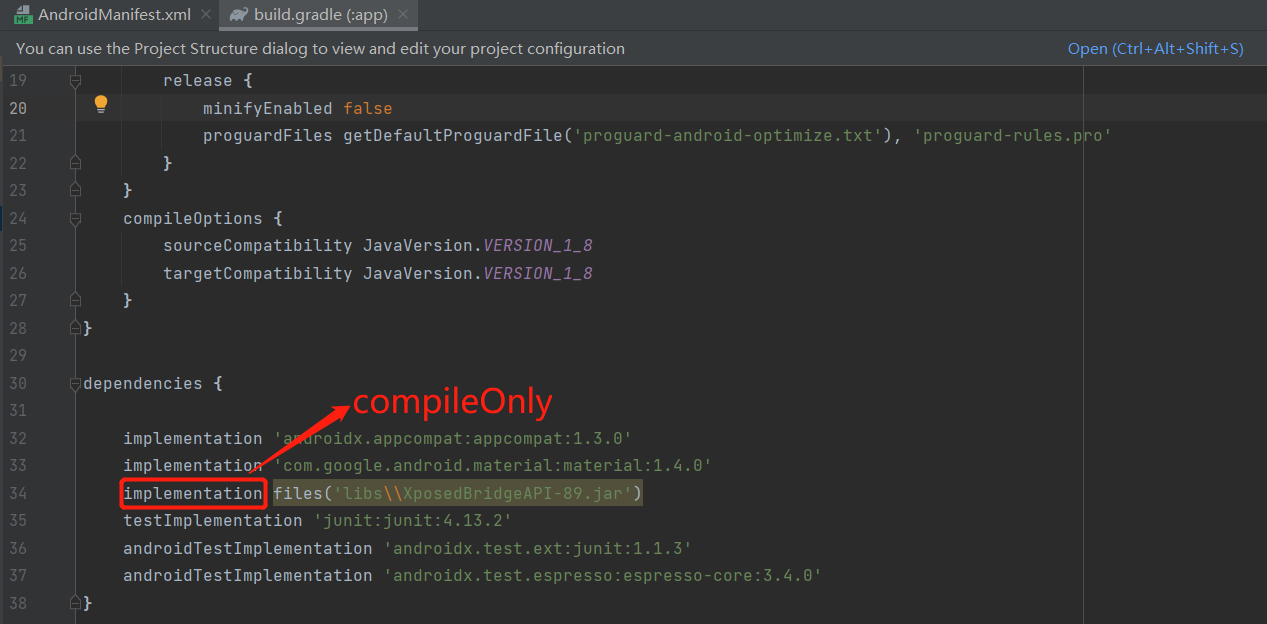 AndroidManifest.xml build.gradle (:app)
You can use the Project Structure dialog to view and edit your project configuration Open (Ctrl+Alt+Shift+S)
19 release {
20 minifyEnabled false
21 proguardFiles getDefaultProguardFile('proguard-android-optimize.txt'), 'proguard-rules.pro'
22 }
23 }
24 compileOptions {
25 sourceCompatibility JavaVersion.VERSION_1_8
26 targetCompatibility JavaVersion.VERSION_1_8
27 }
28 }
29
30 dependencies {
compileOnly
31
32 implementation 'androidx.appcompat:appcompat:1.3.0'
33 implementation 'com.google.android.material:material:1.4.0'
34 implementation files('libs\\XposedBridgeAPI-89.jar')
35 testImplementation 'junit:junit:4.13.2'
36 androidTestImplementation 'androidx.test.ext:junit:1.1.3'
37 androidTestImplementation 'androidx.test.espresso:espresso-core:3.4.0'
38 }